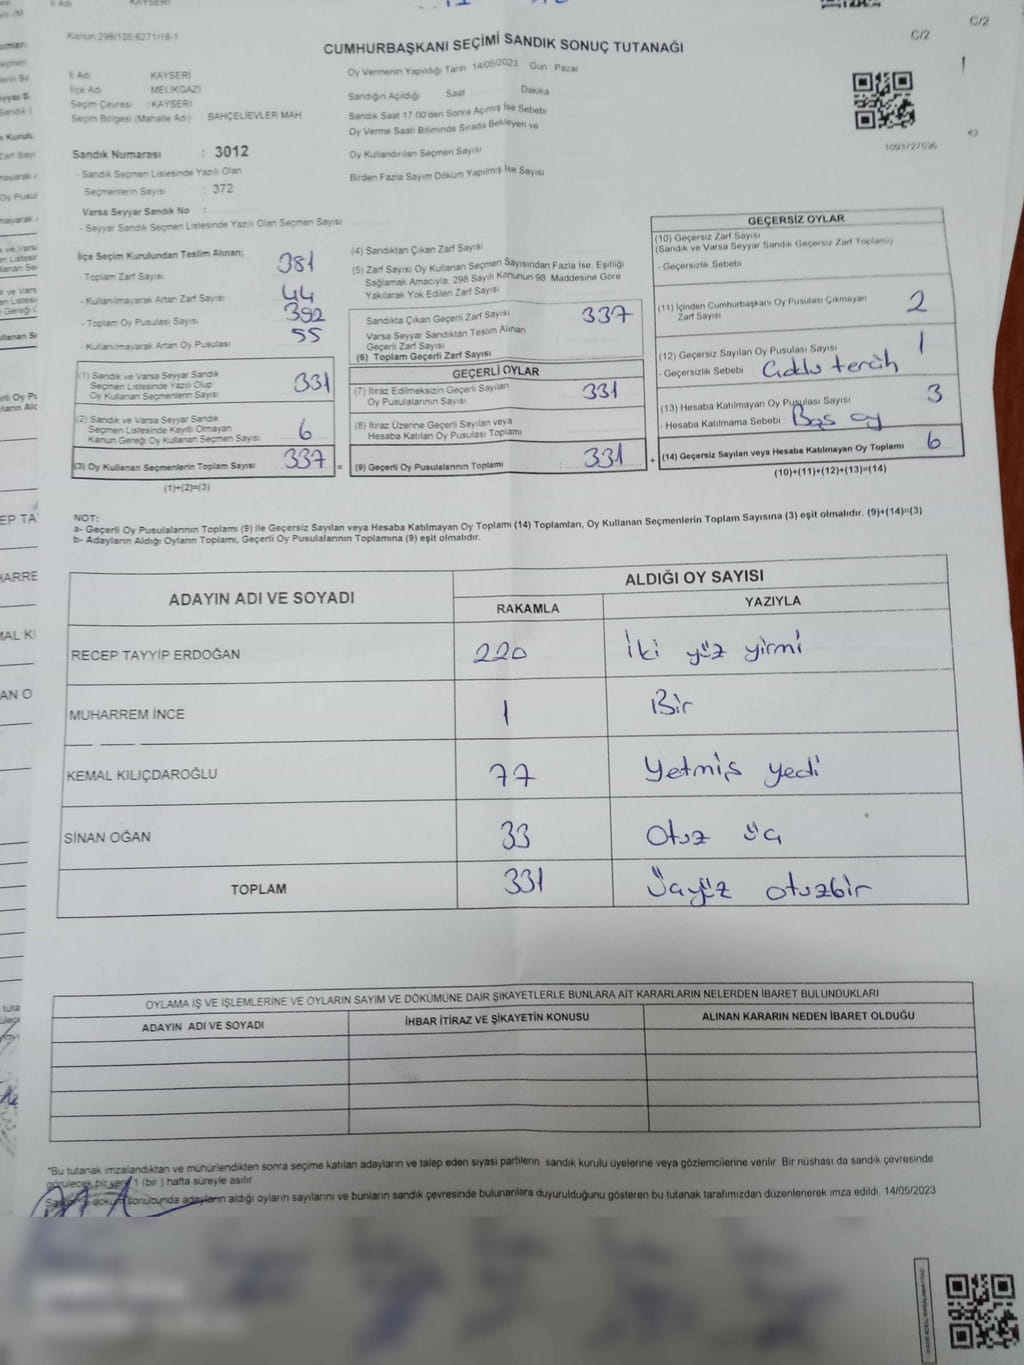 KAYSERİ
C/2
C/2
Kanun 298/105,6271/16-1
CUMHURBAŞKANI SEÇİMİ SANDIK SONUÇ TUTANAĞI
İl Adı KAYSERİ
İlçe Adı MELİKGAZİ
Seçim Çevresi : KAYSERİ
Seçim Bölgesi (Mahalle Adı) BAHÇELİEVLER MAH
Oy Vermenin Yapıldığı Tarih 14/05/2023 Gün Pazar
Sandığın Açıldığı Saat Dakika
Sandık Saat 17.00'den Sonra Açılmış İse Sebebi
Oy Verme Saati Bitiminde Sırada Bekleyen ve
Oy Kullandırılan Seçmen Sayısı
Birden Fazla Sayım Döküm Yapılmış İse Sayısı
43
1093727536
Sandık Numarası : 3012
- Sandık Seçmen Listesinde Yazılı Olan
Seçmenlerin Sayısı : 372
Varsa Seyyar Sandık No :
- Seyyar Sandık Seçmen Listesinde Yazılı Olan Seçmen Sayısı
İlçe Seçim Kurulundan Teslim Alınan;
- Toplam Zarf Sayısı 381
- Kullanılmayarak Artan Zarf Sayısı 44
- Toplam Oy Pusulası Sayısı 392
- Kullanılmayarak Artan Oy Pusulası 55
(1) Sandık ve Varsa Seyyar Sandık
Seçmen Listesinde Yazılı Olup
Oy Kullanan Seçmenlerin Sayısı 331
(2) Sandık ve Varsa Seyyar Sandık
Seçmen Listesinde Kaydı Olmayan
Kanun Gereği Oy Kullanan Seçmen Sayısı 6
(3) Oy Kullanan Seçmenlerin Toplam Sayısı 337 =
(1)+(2)=(3)
(4) Sandıktan Çıkan Zarf Sayısı
(5) Zarf Sayısı Oy Kullanan Seçmen Sayısından Fazla İse, Eşitliği
Sağlamak Amacıyla, 298 Sayılı Kanunun 98. Maddesine Göre
Yakılarak Yok Edilen Zarf Sayısı
Sandıkta Çıkan Geçerli Zarf Sayısı 337
Varsa Seyyar Sandıktan Teslim Alınan
Geçerli Zarf Sayısı
(6) Toplam Geçerli Zarf Sayısı
GEÇERLİ OYLAR
(7) İtiraz Edilmeksizin Geçerli Sayılan
Oy Pusulalarının Sayısı 331
(8) İtiraz Üzerine Geçerli Sayılan veya
Hesaba Katılan Oy Pusulası Toplamı
(9) Geçerli Oy Pusulalarının Toplamı : 331 +
GEÇERSİZ OYLAR
(10) Geçersiz Zarf Sayısı
(Sandık ve Varsa Seyyar Sandık Geçersiz Zarf Toplamı)
- Geçersizlik Sebebi
(11) İçinden Cumhurbaşkanı Oy Pusulası Çıkmayan
Zarf Sayısı 2
(12) Geçersiz Sayılan Oy Pusulası Sayısı 1
- Geçersizlik Sebebi Çoklu tercih
(13) Hesaba Katılmayan Oy Pusulası Sayısı 3
- Hesaba Katılmama Sebebi Boş oy
(14) Geçersiz Sayılan veya Hesaba Katılmayan Oy Toplamı 6
(10)+(11)+(12)+(13)=(14)
NOT:
a- Geçerli Oy Pusulalarının Toplamı (9) ile Geçersiz Sayılan veya Hesaba Katılmayan Oy Toplamı (14) Toplamları, Oy Kullanan Seçmenlerin Toplam Sayısına (3) eşit olmalıdır. (9)+(14)=(3)
b- Adayların Aldığı Oyların Toplamı, Geçerli Oy Pusulalarının Toplamına (9) eşit olmalıdır.
ADAYIN ADI VE SOYADI ALDIĞI OY SAYISI
RAKAMLA YAZIYLA
RECEP TAYYİP ERDOĞAN 220 İki yüz yirmi
MUHARREM İNCE 1 Bir
KEMAL KILIÇDAROĞLU 77 Yetmiş yedi
SİNAN OĞAN 33 Otuz üç
TOPLAM 331 Üçyüz otuzbir
OYLAMA İŞ VE İŞLEMLERİNE VE OYLARIN SAYIM VE DÖKÜMÜNE DAİR ŞİKAYETLERLE BUNLARA AİT KARARLARIN NELERDEN İBARET BULUNDUKLARI
ADAYIN ADI VE SOYADI İHBAR İTİRAZ VE ŞİKAYETİN KONUSU ALINAN KARARIN NEDEN İBARET OLDUĞU
*Bu tutanak imzalandıktan ve mühürlendikten sonra seçime katılan adayların ve talep eden siyasi partilerin sandık kurulu üyelerine veya gözlemcilerine verilir. Bir nüshası da sandık çevresinde
görülecek bir yere 1 (bir) hafta süreyle asılır
döküm sonucunda adayların aldığı oyların sayılarını ve bunların sandık çevresinde bulunanlara duyurulduğunu gösteren bu tutanak tarafımızdan düzenlenerek imza edildi. 14/05/2023